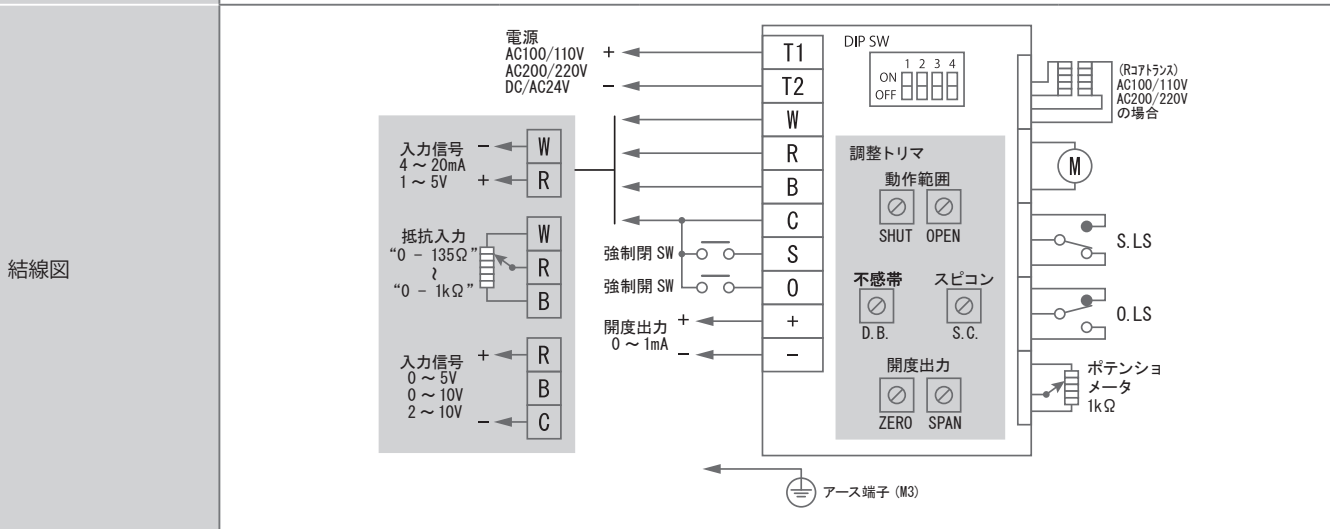 結線図
電源
AC100/110V
AC200/220V
DC/AC24V
+
−
入力信号
4 ~ 20mA
1 ~ 5V
−
+
W
R
抵抗入力
“0 − 135Ω”
~
“0 − 1kΩ”
W
R
B
入力信号
0 ~ 5V
0 ~ 10V
2 ~ 10V
+
−
R
B
C
強制閉 SW
強制開 SW
開度出力
0 ~ 1mA
+
−
T1
T2
W
R
B
C
S
O
+
−
DIP SW
1 2 3 4
ON
OFF
調整トリマ
動作範囲
SHUT OPEN
不感帯 スピコン
D.B. S.C.
開度出力
ZERO SPAN
(Rコアトランス)
AC100/110V
AC200/220V
の場合
M
S.LS
O.LS
ポテンショ
メータ
1kΩ
アース端子 (M3)